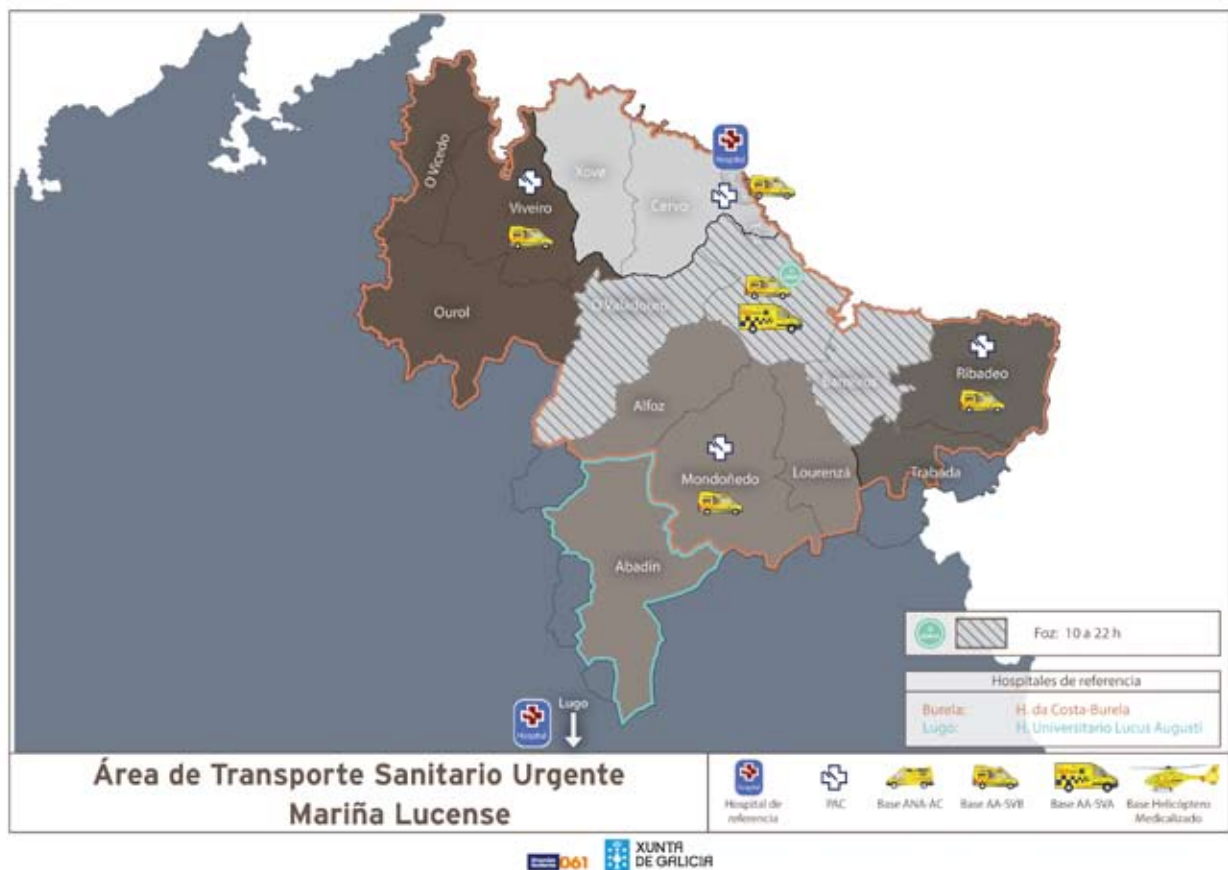 Hospital
Xove
O Vicedo
Cervo
Viveiro
Ourol
O Valadouro
Ribadeo
Barreiros
Alfoz
Mondoñedo
Lourenzá
Trabada
Abadín
Foz: 10 a 22 h
Hospitales de referencia
Burela: H. da Costa-Burela
Lugo: H. Universitario Lucus Augusti
Lugo
Hospital
Área de Transporte Sanitario Urgente
Mariña Lucense
Hospital de
referencia
PAC
Base ANA-AC
Base AA-SVB
Base AA-SVA
Base Helicóptero
Medicalizado
061
XUNTA
DE GALICIA